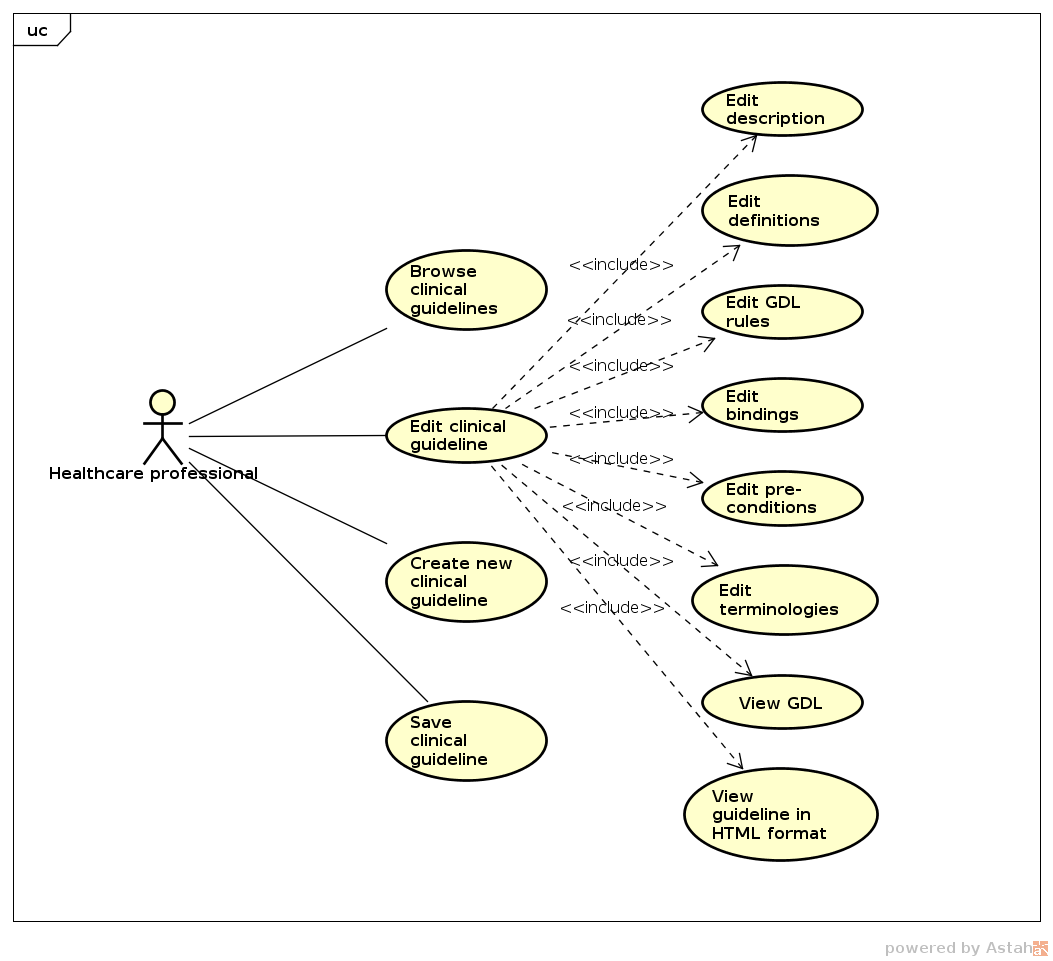 uc
Edit
description
Edit
definitions
Browse
clinical
guidelines
<<include>>
<<include>>
Edit GDL
rules
<<include>>
Edit
bindings
<<include>>
Edit clinical
guideline
Healthcare professional
<<include>>
Edit pre-
conditions
<<include>>
Create new
clinical
guideline
<<include>>
Edit
terminologies
<<include>>
Save
clinical
guideline
View GDL
View
guideline in
HTML format
powered by Astah